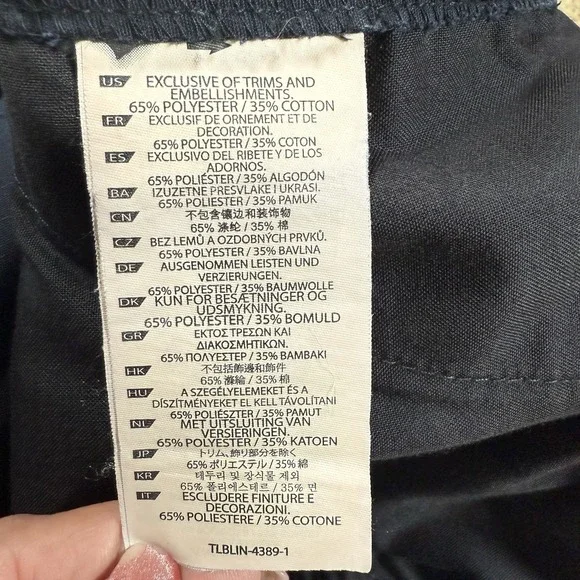 US EXCLUSIVE OF TRIMS AND
EMBELLISHMENTS.
65% POLYESTER / 35% COTTON
FR EXCLUSIF DE ORNEMENT ET DE
DECORATION.
65% POLYESTER / 35% COTON
ES EXCLUSIVO DEL RIBETE Y DE LOS
ADORNOS.
65% POLIÉSTER / 35% ALGODÓN
BA IZUZETNE PRESVLAKE I UKRASI.
65% POLYESTER / 35% PAMUK
CN 不包含镶边和装饰物
65% 涤纶 / 35% 棉
CZ BEZ LEMŮ A OZDOBNÝCH PRVKŮ.
65% POLYESTER / 35% BAVLNA
DE AUSGENOMMEN LEISTEN UND
VERZIERUNGEN.
65% POLYESTER / 35% BAUMWOLLE
DK KUN FOR BESÆTNINGER OG
UDSMYKNING.
65% POLYESTER / 35% BOMULD
GR ΕΚΤΟΣ ΤΡΕΣΩΝ ΚΑΙ
ΔΙΑΚΟΣΜΗΤΙΚΩΝ.
65% ΠΟΛΥΕΣΤΕΡ / 35% ΒΑΜΒΑΚΙ
HK 不包括飾邊和飾件
65% 滌綸 / 35% 棉
HU A SZEGÉLYELEMEKET ÉS A
DÍSZÍTMÉNYEKET EL KELL TÁVOLÍTANI
65% POLIÉSZTER / 35% PAMUT
NL MET UITSLUITING VAN
VERSIERINGEN.
65% POLYESTER / 35% KATOEN
JP トリム、飾り部分を除く
65% ポリエステル / 35% 綿
KR 테두리 및 장식물 제외
65% 폴리에스테르 / 35% 면
IT ESCLUDERE FINITURE E
DECORAZIONI.
65% POLIESTERE / 35% COTONE
TLBLIN-4389-1